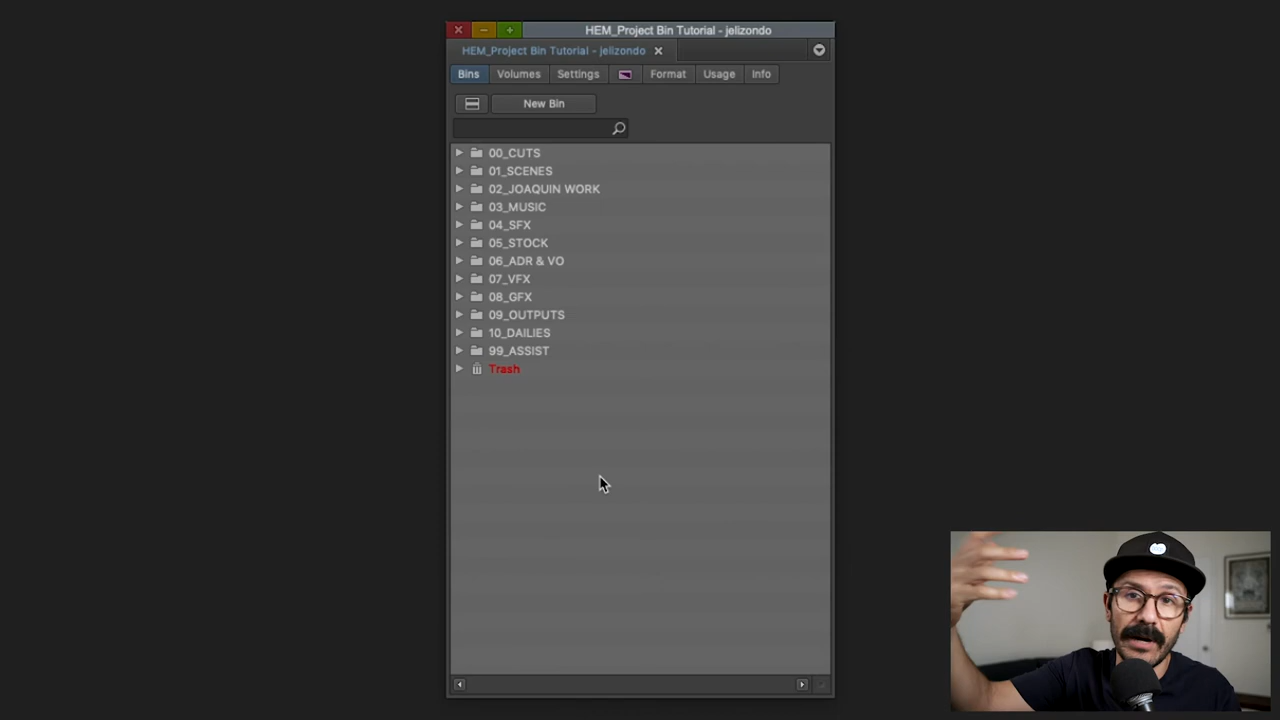 HEM_Project Bin Tutorial - jelizondo
HEM_Project Bin Tutorial - jelizondo
Bins Volumes Settings Format Usage Info
New Bin
00_CUTS
01_SCENES
02_JOAQUIN WORK
03_MUSIC
04_SFX
05_STOCK
06_ADR & VO
07_VFX
08_GFX
09_OUTPUTS
10_DAILIES
99_ASSIST
Trash